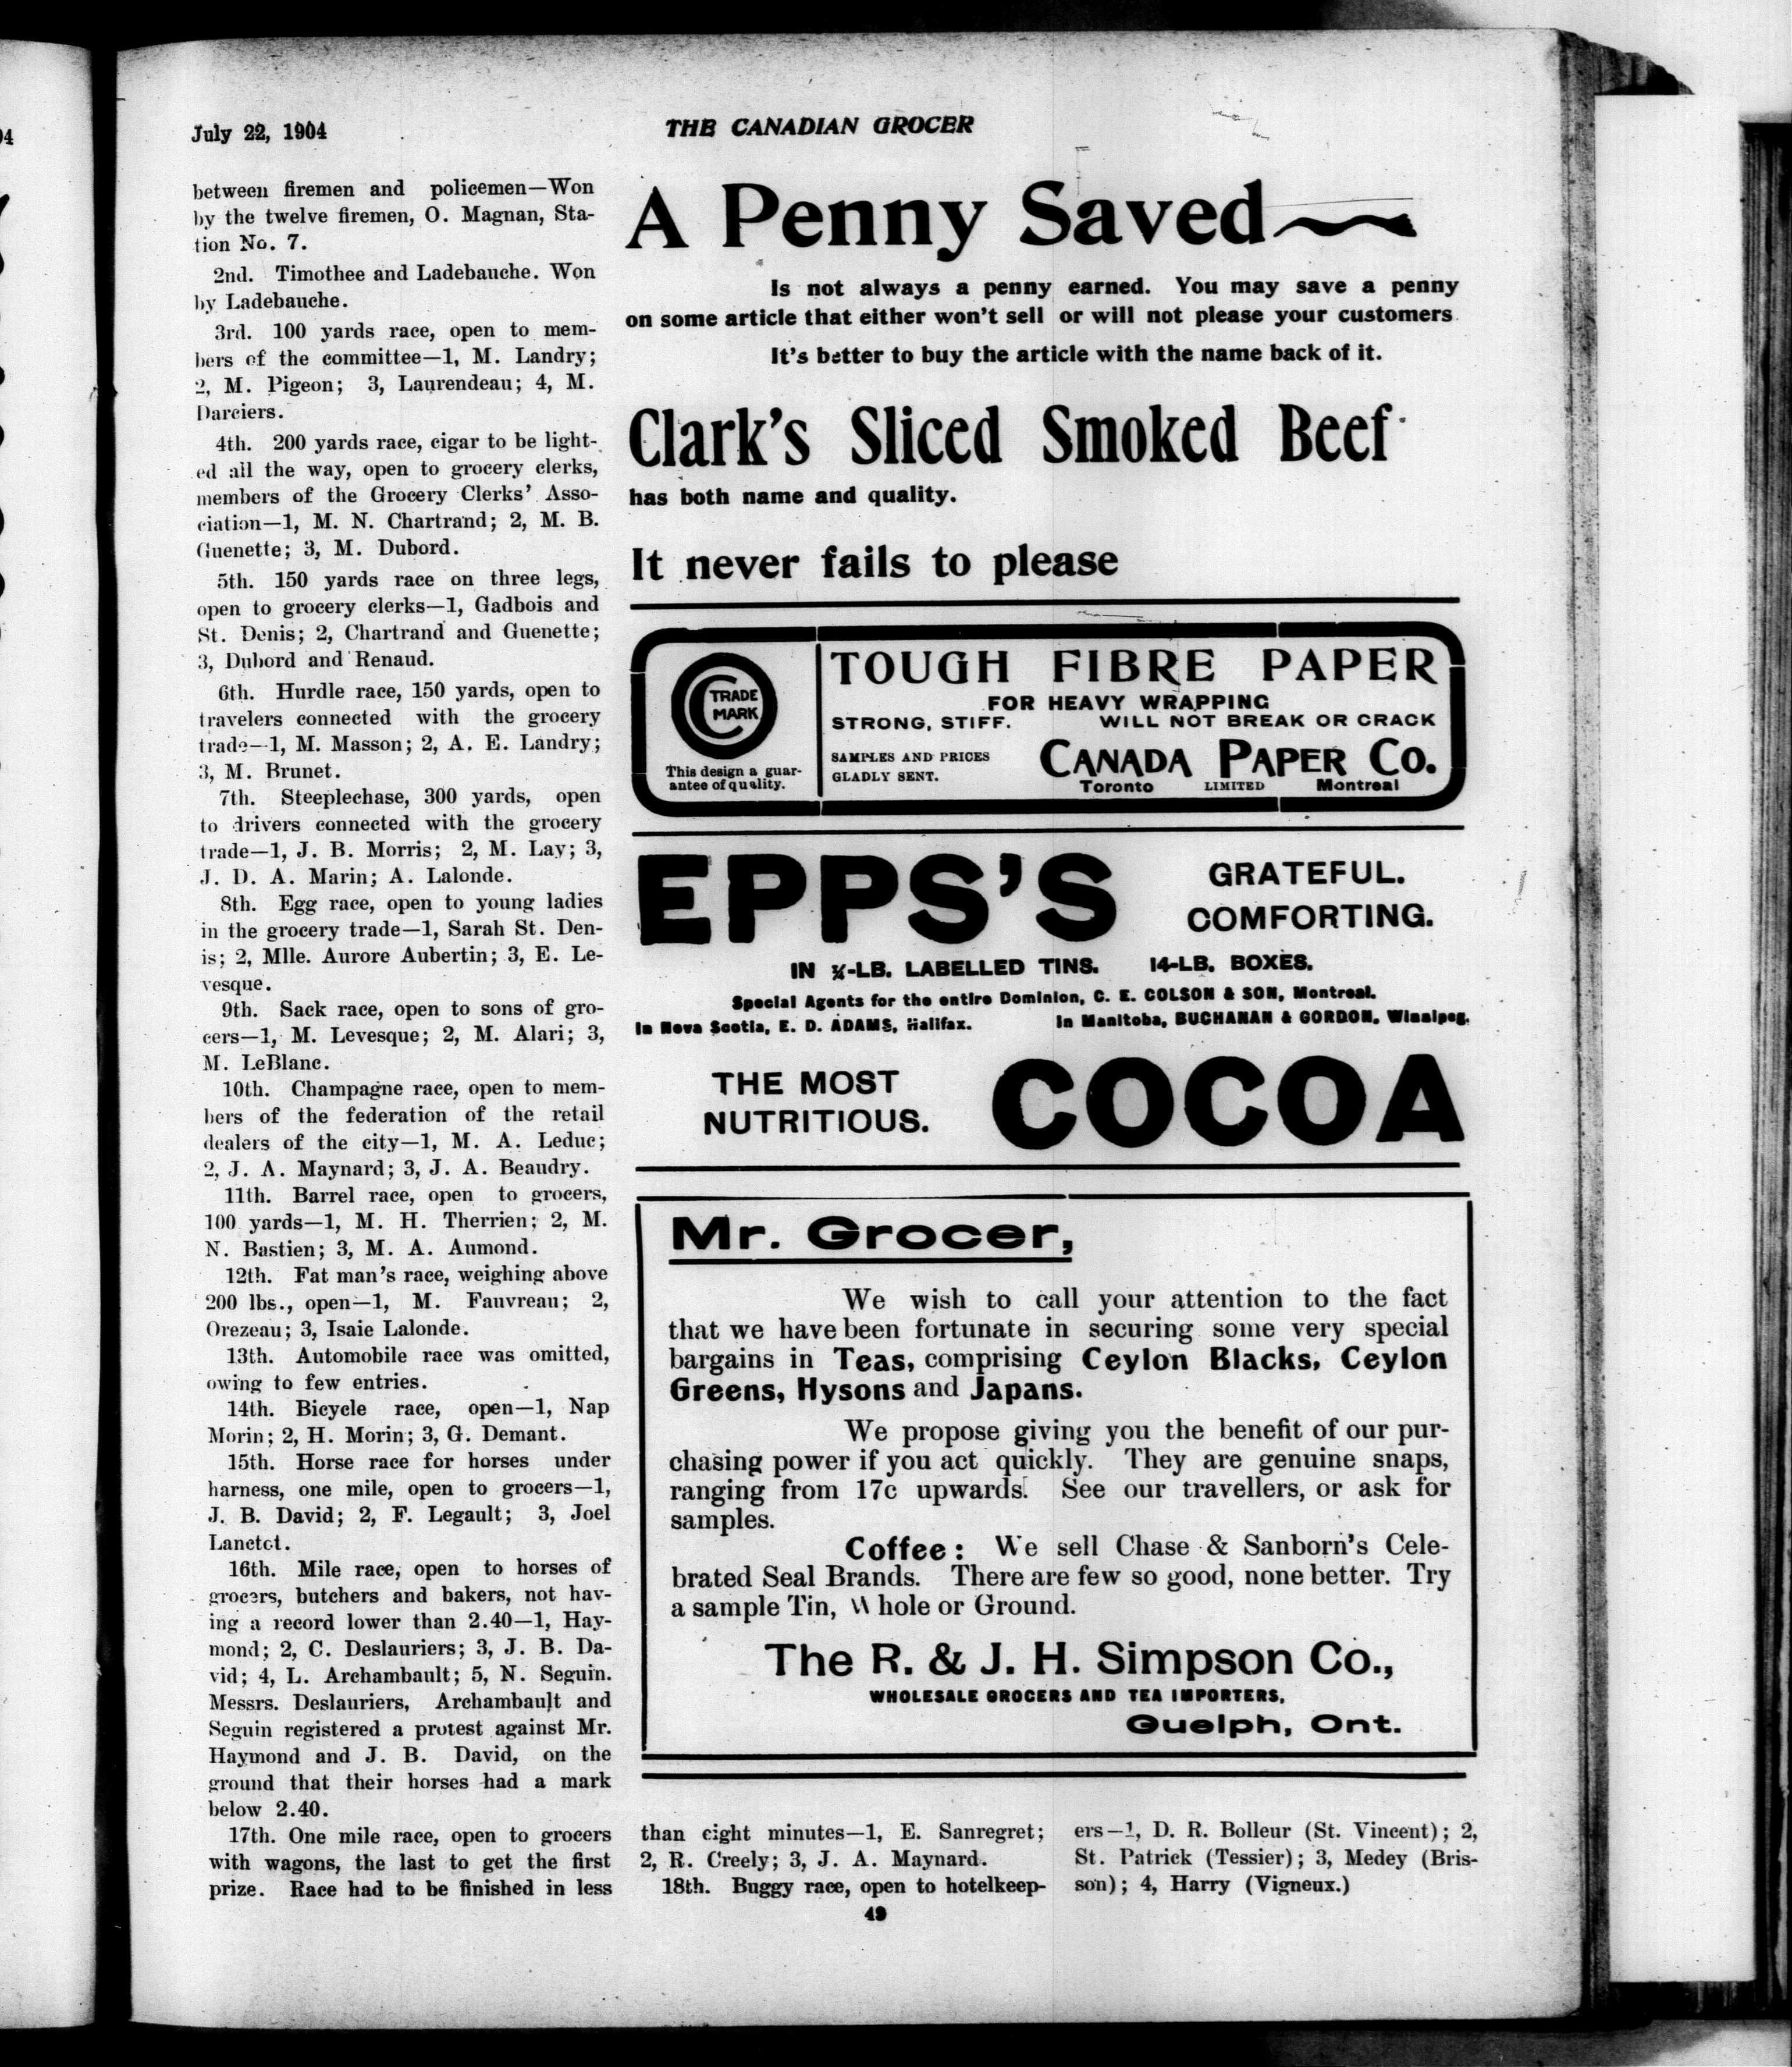 July 22, 1904
THE CANADIAN GROCER
between firemen and policemen—Won
by the twelve firemen, O. Magnan, Sta-
tion No. 7.
2nd. Timothee and Ladebauche. Won
by Ladebauche.
3rd. 100 yards race, open to mem-
bers of the committee—1, M. Landry;
2, M. Pigeon; 3, Laurendeau; 4, M.
Darciers.
4th. 200 yards race, cigar to be light-
ed all the way, open to grocery clerks,
members of the Grocery Clerks' Asso-
ciation—1, M. N. Chartrand; 2, M. B.
Guenette; 3, M. Dubord.
5th. 150 yards race on three legs,
open to grocery clerks—1, Gadbois and
St. Denis; 2, Chartrand and Guenette;
3, Dubord and Renaud.
6th. Hurdle race, 150 yards, open to
travelers connected with the grocery
trade—1, M. Masson; 2, A. E. Landry;
3, M. Brunet.
7th. Steeplechase, 300 yards, open
to drivers connected with the grocery
trade—1, J. B. Morris; 2, M. Lay; 3,
J. D. A. Marin; A. Lalonde.
8th. Egg race, open to young ladies
in the grocery trade—1, Sarah St. Den-
is; 2, Mlle. Aurore Aubertin; 3, E. Le-
vesque.
9th. Sack race, open to sons of gro-
cers—1, M. Levesque; 2, M. Alari; 3,
M. LeBlanc.
10th. Champagne race, open to mem-
bers of the federation of the retail
dealers of the city—1, M. A. Leduc;
2, J. A. Maynard; 3, J. A. Beaudry.
11th. Barrel race, open to grocers,
100 yards—1, M. H. Therrien; 2, M.
N. Bastien; 3, M. A. Aumond.
12th. Fat man's race, weighing above
200 lbs., open—1, M. Fauvreau; 2,
Orezeau; 3, Isaie Lalonde.
13th. Automobile race was omitted,
owing to few entries.
14th. Bicycle race, open—1, Nap
Morin; 2, H. Morin; 3, G. Demant.
15th. Horse race for horses under
harness, one mile, open to grocers—1,
J. B. David; 2, F. Legault; 3, Joel
Lanctct.
16th. Mile race, open to horses of
grocers, butchers and bakers, not hav-
ing a record lower than 2.40—1, Hay-
mond; 2, C. Deslauriers; 3, J. B. Da-
vid; 4, L. Archambault; 5, N. Seguin.
Messrs. Deslauriers, Archambault and
Seguin registered a protest against Mr.
Haymond and J. B. David, on the
ground that their horses had a mark
below 2.40.
17th. One mile race, open to grocers
with wagons, the last to get the first
prize. Race had to be finished in less
A Penny Saved
Is not always a penny earned. You may save a penny
on some article that either won't sell or will not please your customers.
It's better to buy the article with the name back of it.
Clark's Sliced Smoked Beef
has both name and quality.
It never fails to please
TRADE
MARK
This design a guar-
antee of quality.
TOUGH FIBRE PAPER
FOR HEAVY WRAPPING
STRONG, STIFF. WILL NOT BREAK OR CRACK
SAMPLES AND PRICES
GLADLY SENT.
CANADA PAPER CO.
Toronto LIMITED Montreal
EPPS'S
GRATEFUL.
COMFORTING.
IN ¼-LB. LABELLED TINS. 14-LB. BOXES.
Special Agents for the entire Dominion, C. E. COLSON & SON, Montreal.
In Nova Scotia, E. D. ADAMS, Halifax. In Manitoba, BUCHANAN & GORDON, Winnipeg.
THE MOST
NUTRITIOUS.
COCOA
Mr. Grocer,
We wish to call your attention to the fact
that we have been fortunate in securing some very special
bargains in Teas, comprising Ceylon Blacks, Ceylon
Greens, Hysons and Japans.
We propose giving you the benefit of our pur-
chasing power if you act quickly. They are genuine snaps,
ranging from 17c upwards. See our travellers, or ask for
samples.
Coffee: We sell Chase & Sanborn's Cele-
brated Seal Brands. There are few so good, none better. Try
a sample Tin, Whole or Ground.
The R. & J. H. Simpson Co.,
WHOLESALE GROCERS AND TEA IMPORTERS,
Guelph, Ont.
than eight minutes—1, E. Sanregret;
2, R. Creely; 3, J. A. Maynard.
18th. Buggy race, open to hotelkeep-
ers—1, D. R. Bolleur (St. Vincent); 2,
St. Patrick (Tessier); 3, Medey (Bris-
son); 4, Harry (Vigneux.)
49